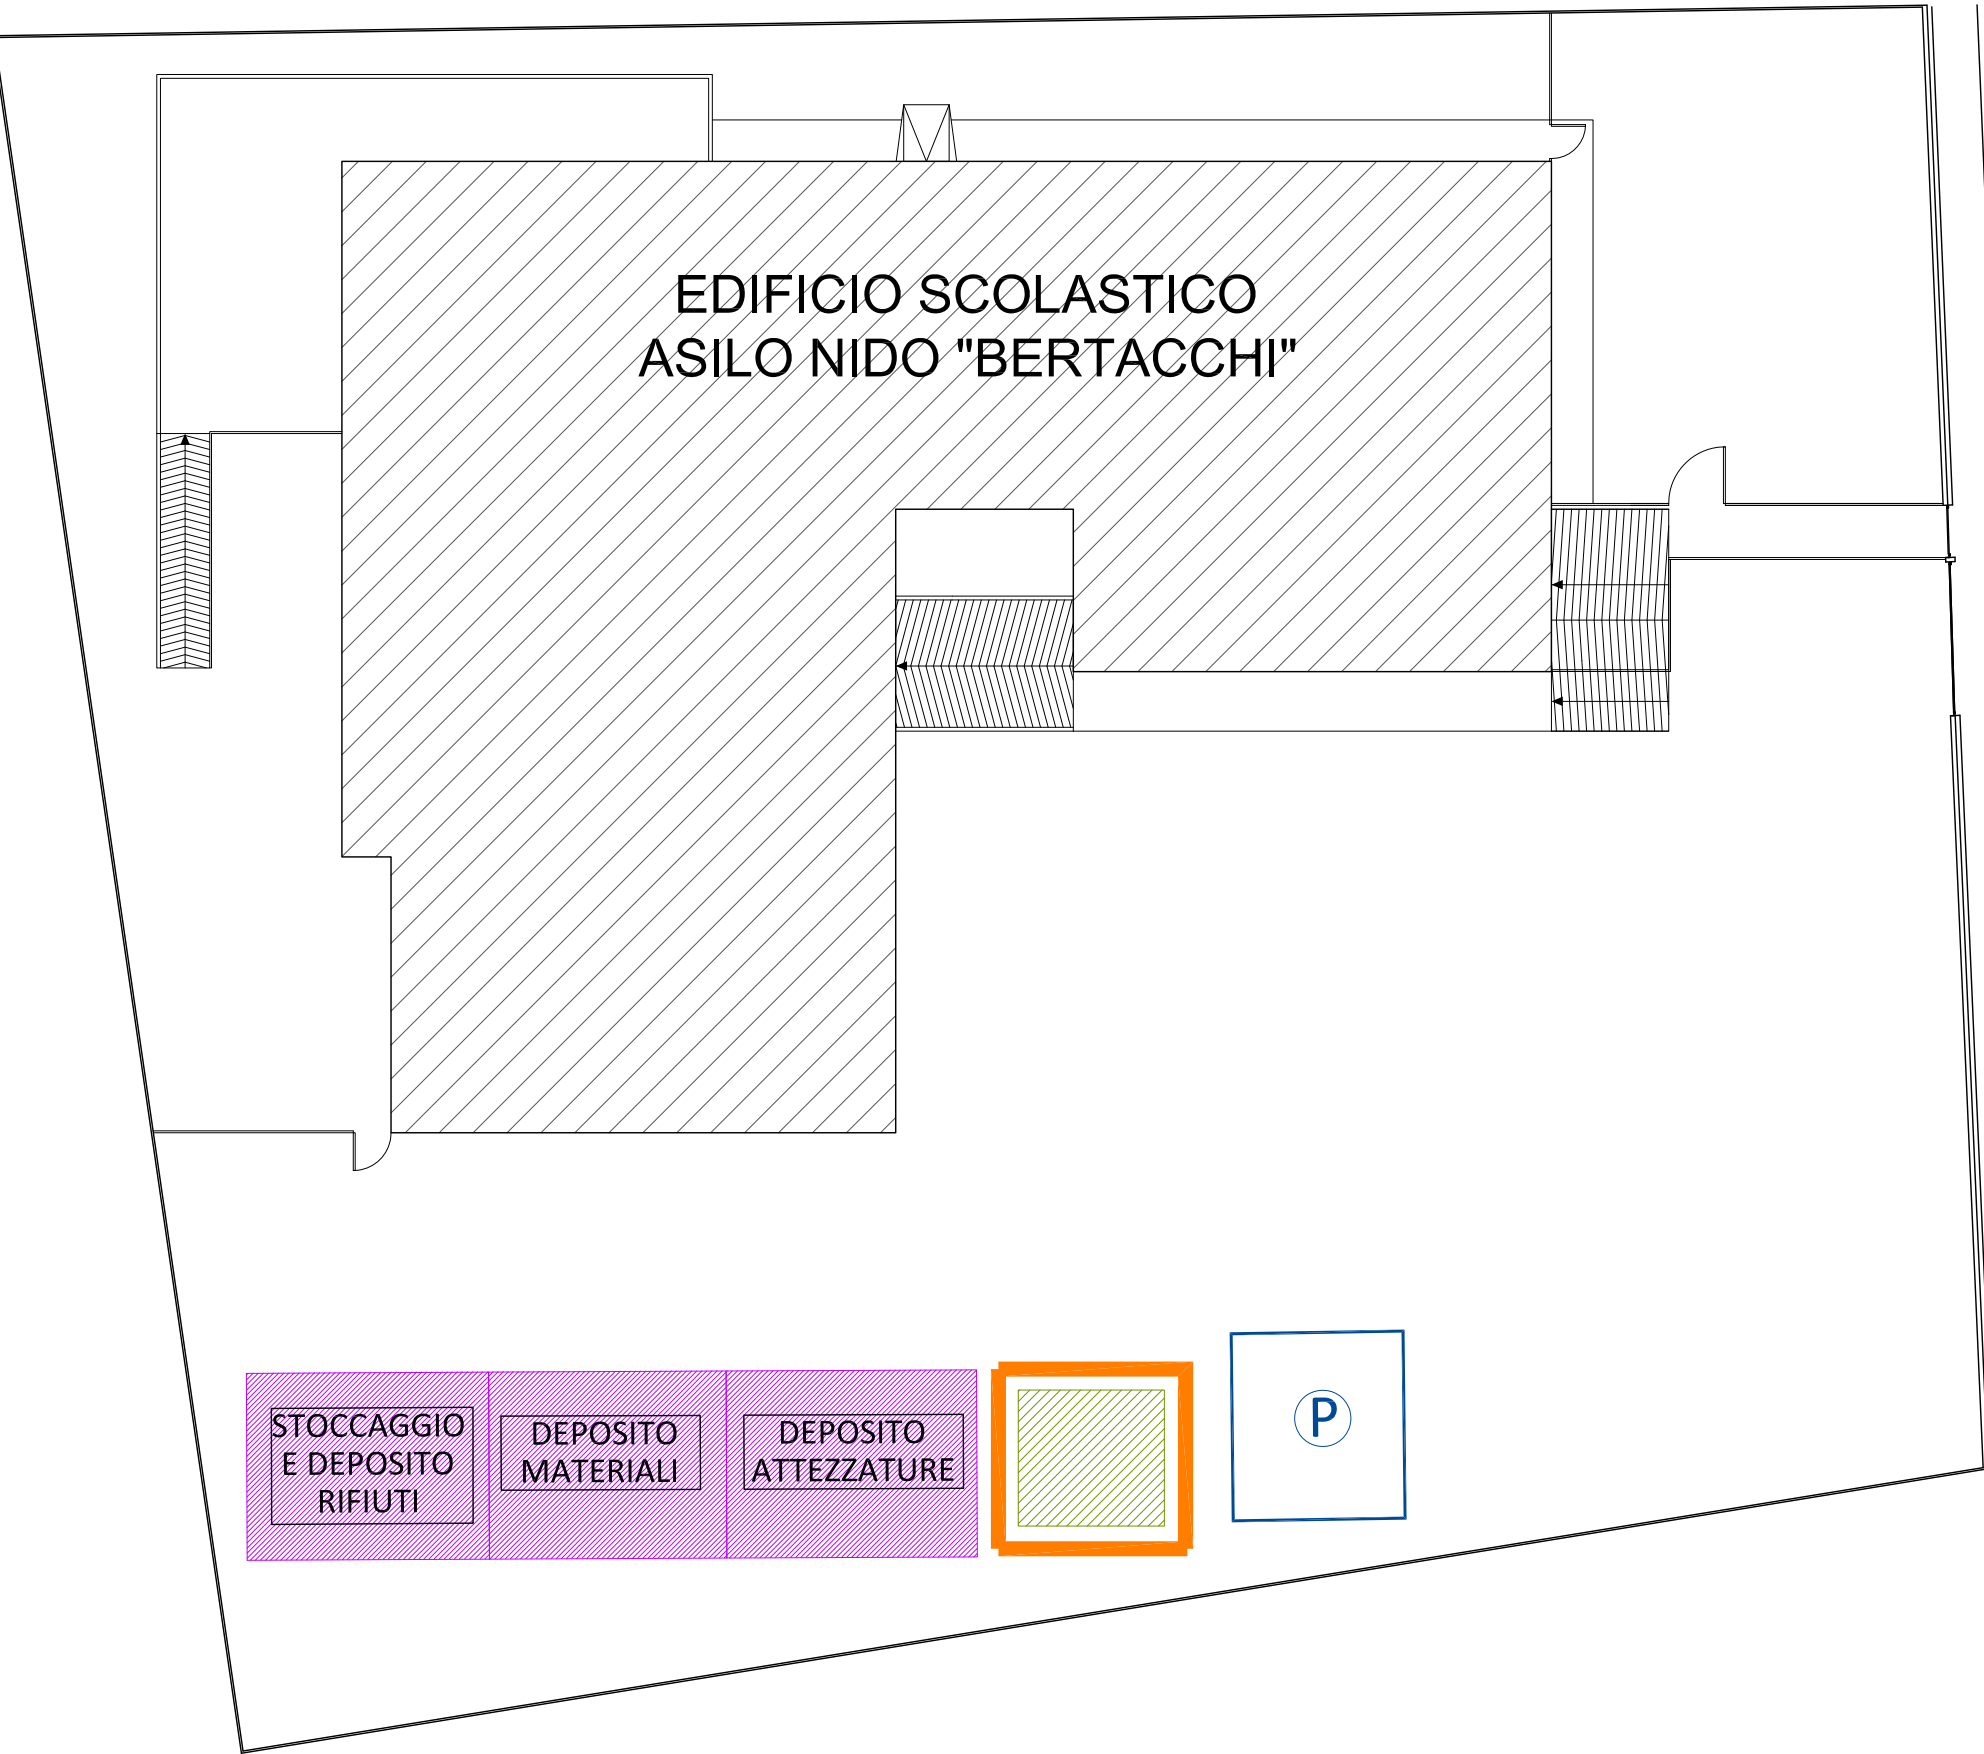 EDIFICIO SCOLASTICO
ASILO NIDO "BERTACCHI"
STOCCAGGIO
E DEPOSITO
RIFIUTI
DEPOSITO
MATERIALI
DEPOSITO
ATTEZZATURE
P